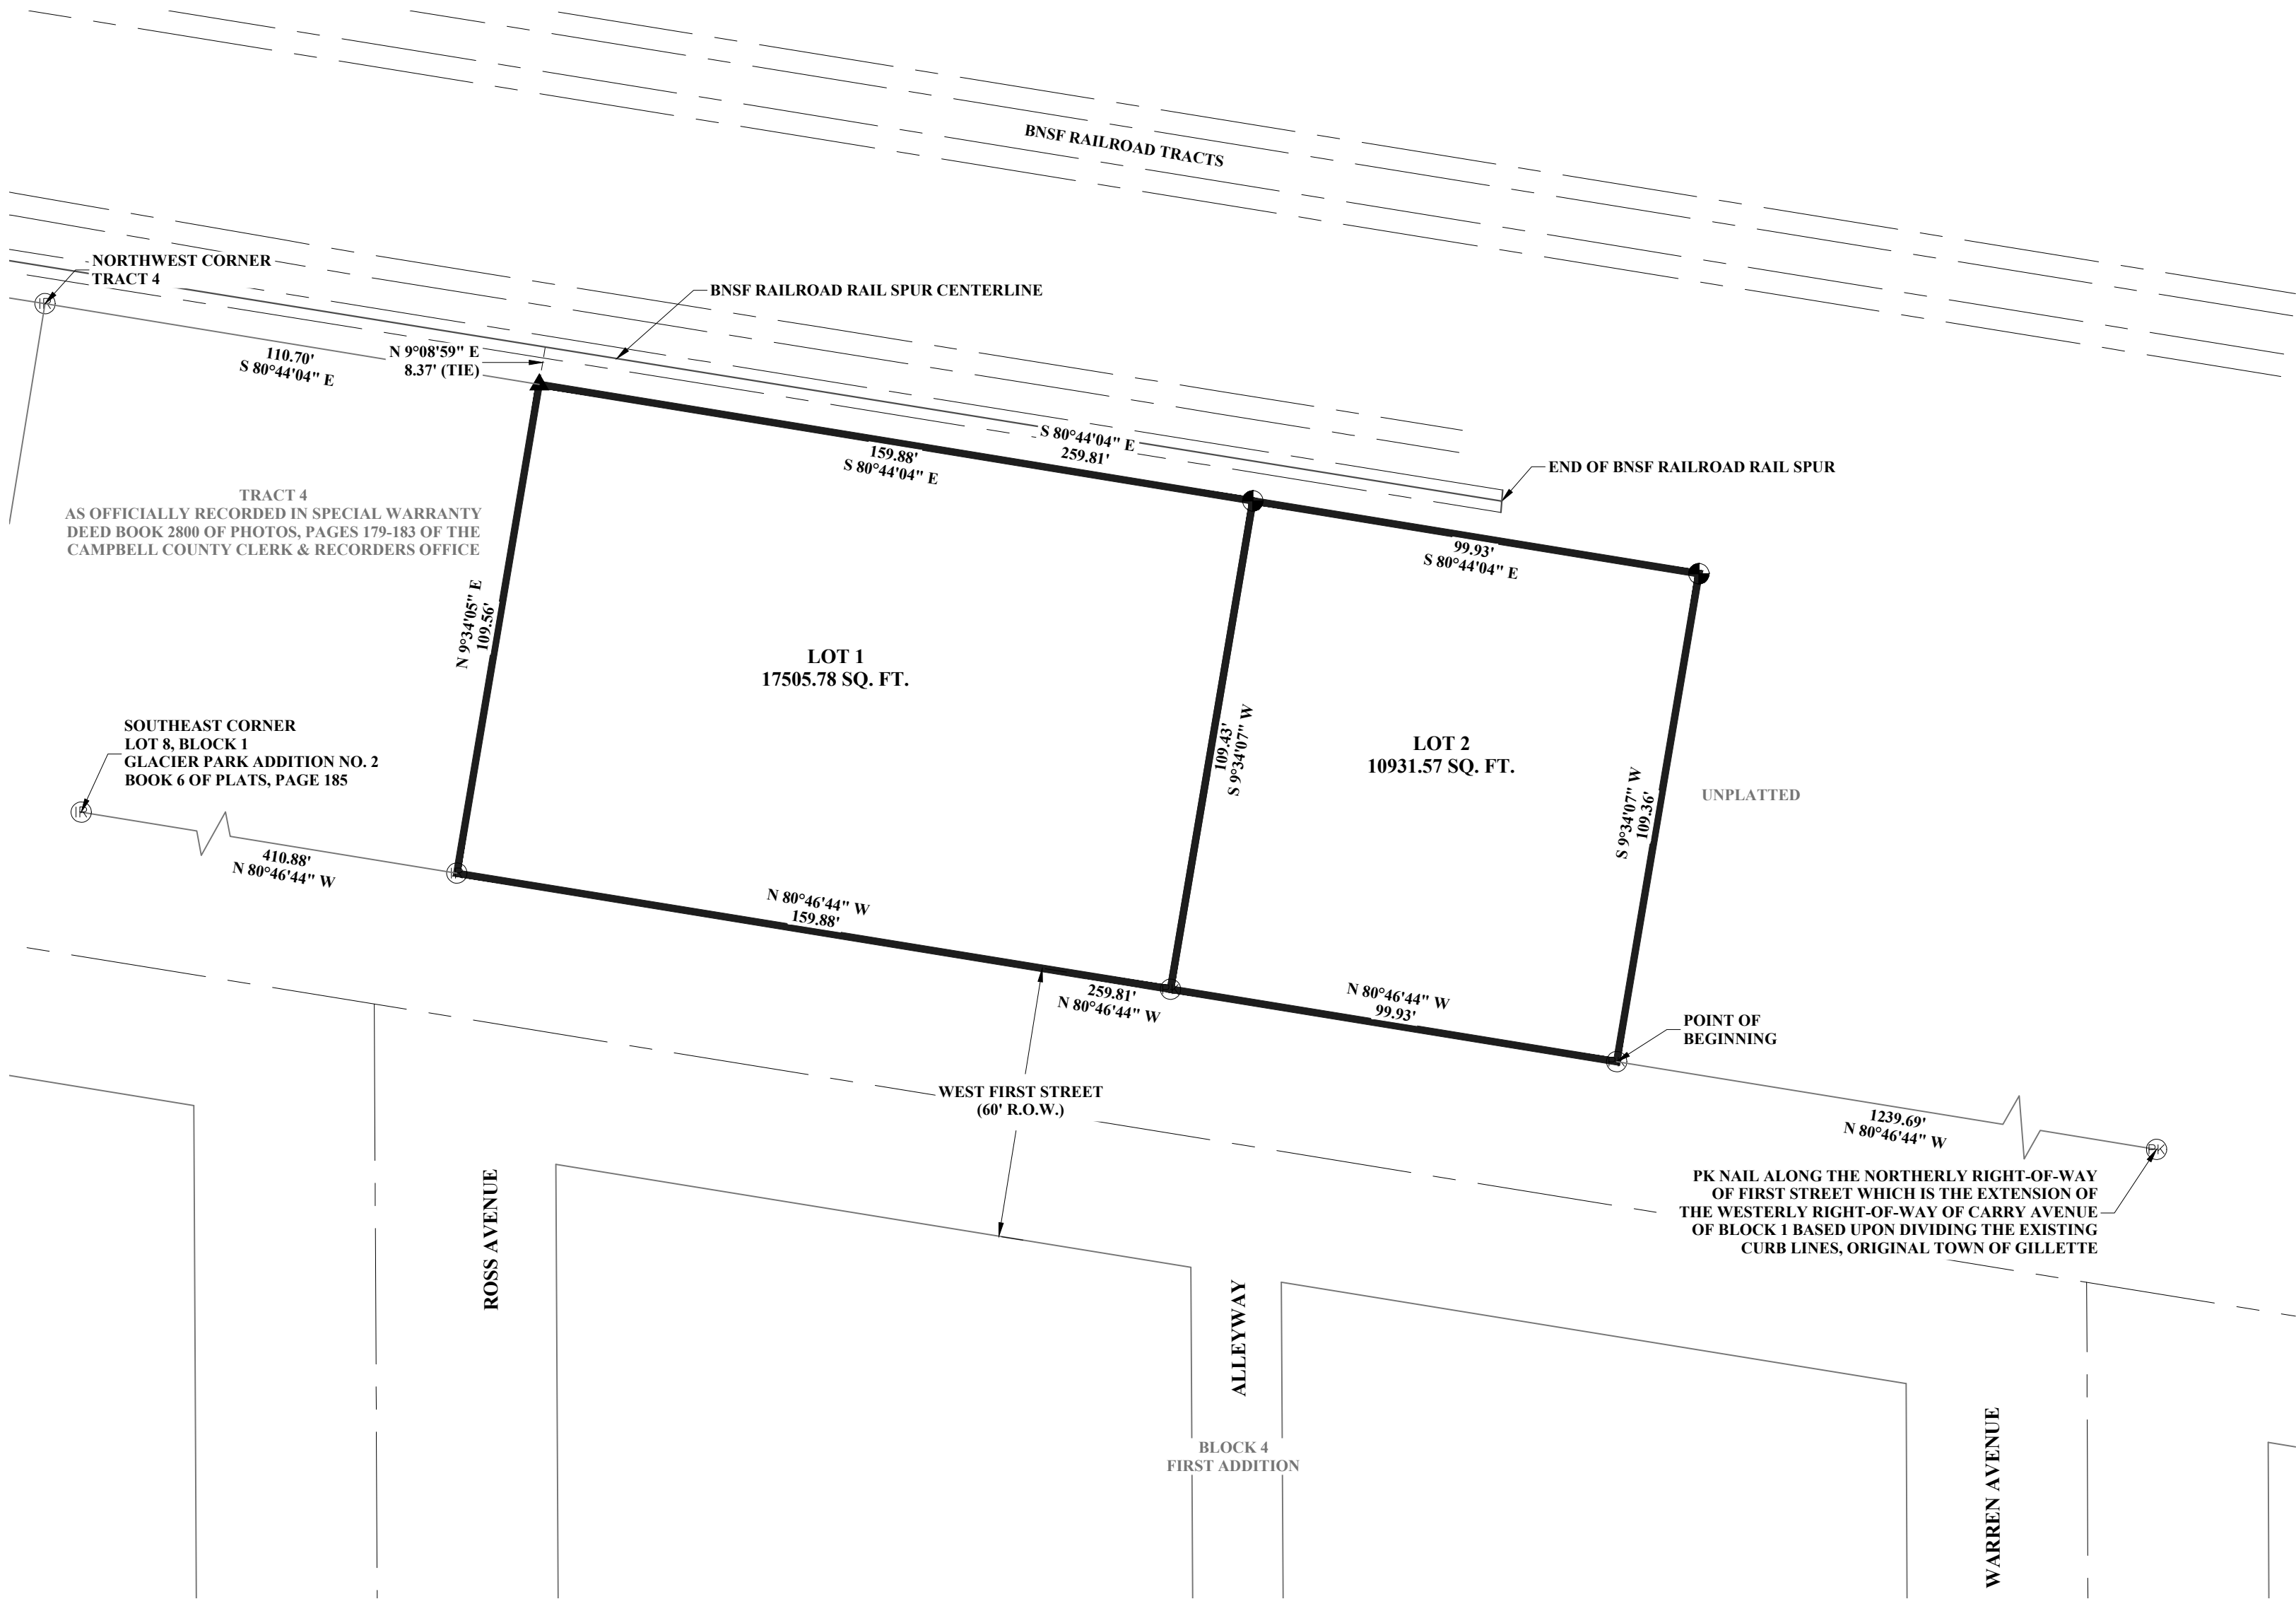 BNSF RAILROAD TRACTS
NORTHWEST CORNER
TRACT 4
BNSF RAILROAD RAIL SPUR CENTERLINE
110.70'
S 80°44'04" E
N 9°08'59" E
8.37' (TIE)
159.88'
S 80°44'04" E
S 80°44'04" E
259.81'
END OF BNSF RAILROAD RAIL SPUR
99.93'
S 80°44'04" E
TRACT 4
AS OFFICIALLY RECORDED IN SPECIAL WARRANTY
DEED BOOK 2800 OF PHOTOS, PAGES 179-183 OF THE
CAMPBELL COUNTY CLERK & RECORDERS OFFICE
N 9°34'05" E
109.56'
LOT 1
17505.78 SQ. FT.
109.43'
S 9°34'07" W
LOT 2
10931.57 SQ. FT.
S 9°34'07" W
109.36'
UNPLATTED
SOUTHEAST CORNER
LOT 8, BLOCK 1
GLACIER PARK ADDITION NO. 2
BOOK 6 OF PLATS, PAGE 185
IR
IR
410.88'
N 80°46'44" W
N 80°46'44" W
159.88'
259.81'
N 80°46'44" W
N 80°46'44" W
99.93'
POINT OF
BEGINNING
WEST FIRST STREET
(60' R.O.W.)
1239.69'
N 80°46'44" W
PK
PK NAIL ALONG THE NORTHERLY RIGHT-OF-WAY
OF FIRST STREET WHICH IS THE EXTENSION OF
THE WESTERLY RIGHT-OF-WAY OF CARRY AVENUE
OF BLOCK 1 BASED UPON DIVIDING THE EXISTING
CURB LINES, ORIGINAL TOWN OF GILLETTE
ROSS AVENUE
ALLEYWAY
BLOCK 4
FIRST ADDITION
WARREN AVENUE